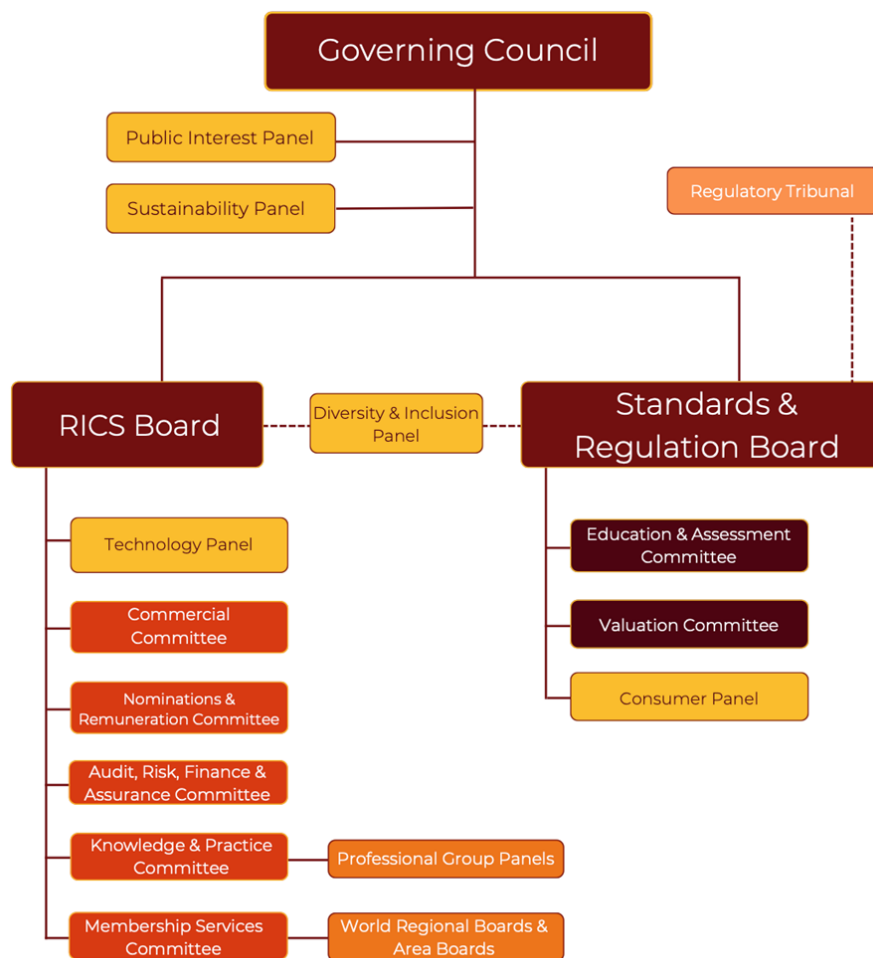 Governing Council
Public Interest Panel
Sustainability Panel
Regulatory Tribunal
RICS Board
Diversity & Inclusion
Panel
Standards &
Regulation Board
Technology Panel
Commercial
Committee
Nominations &
Remuneration Committee
Audit, Risk, Finance &
Assurance Committee
Knowledge & Practice
Committee
Professional Group Panels
Membership Services
Committee
World Regional Boards &
Area Boards
Education & Assessment
Committee
Valuation Committee
Consumer Panel